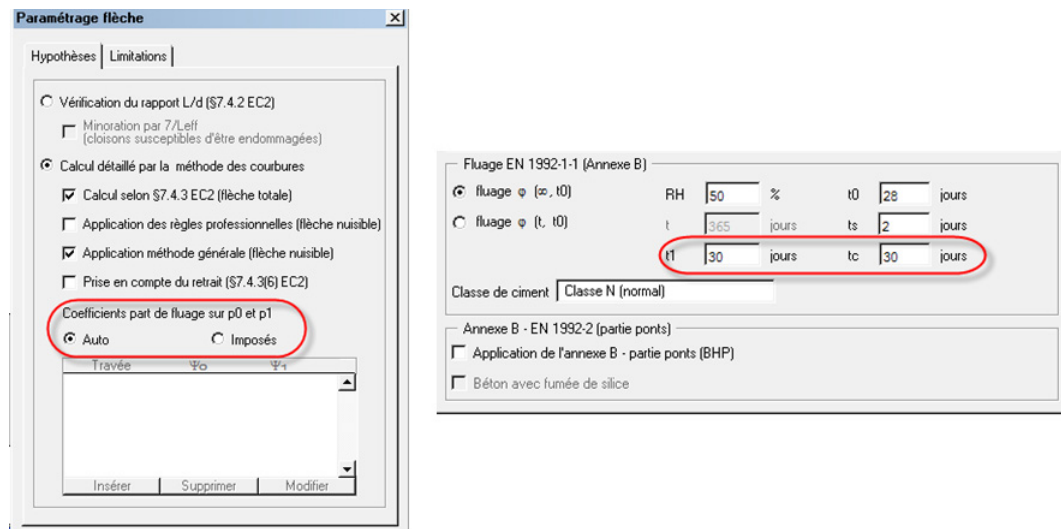 Paramétrage flèche
Hypothèses Limitations
Vérification du rapport L/d (§7.4.2 EC2)
Minoration par 7/Leff
(cloisons susceptibles d'être endommagées)
Calcul détaillé par la méthode des courbures
Calcul selon §7.4.3 EC2 (flèche totale)
Application des règles professionnelles (flèche nuisible)
Application méthode générale (flèche nuisible)
Prise en compte du retrait (§7.4.3(6) EC2)
Coefficients part de fluage sur p0 et p1
Auto Imposés
Travée Ψ0 Ψ1
Insérer Supprimer Modifier
Fluage EN 1992-1-1 (Annexe B)
fluage φ (∞, t0) RH 50 % t0 28 jours
fluage φ (t, t0) t 365 jours ts 2 jours
t1 30 jours tc 30 jours
Classe de ciment Classe N (normal)
Annexe B - EN 1992-2 (partie ponts)
Application de l'annexe B - partie ponts (BHP)
Béton avec fumée de silice